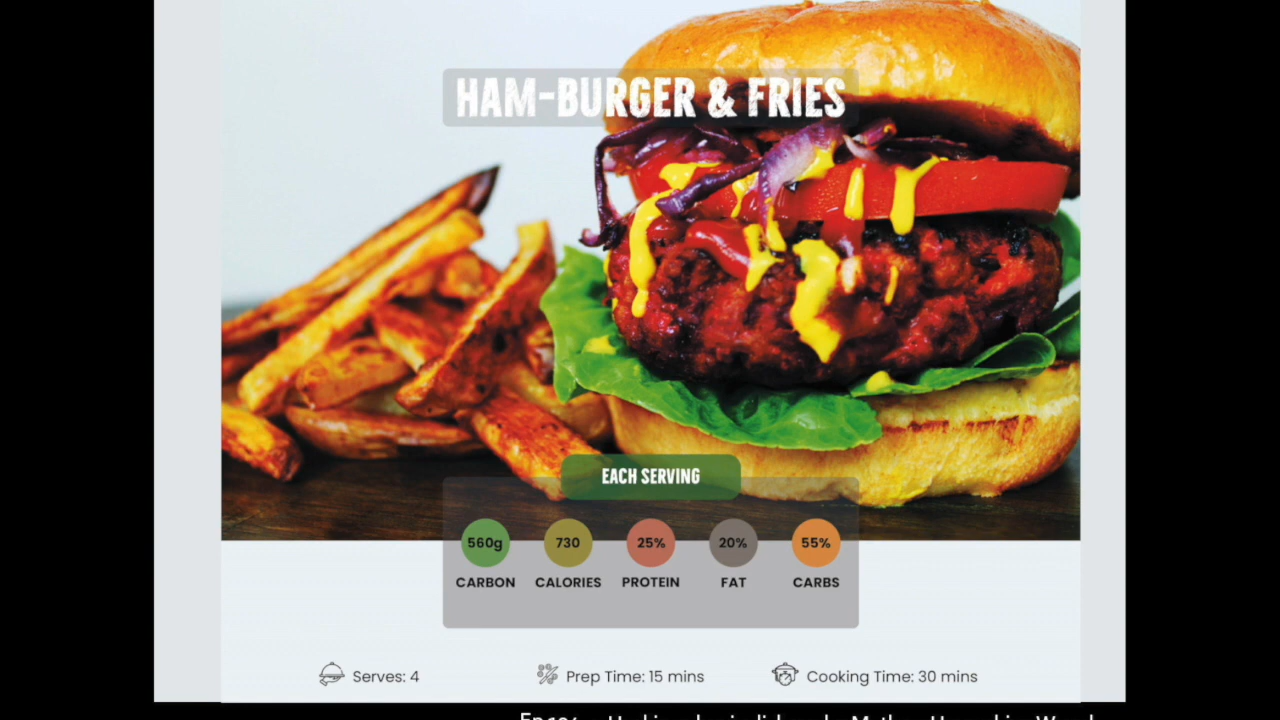 HAM-BURGER & FRIES
EACH SERVING
560g 730 25% 20% 55%
CARBON CALORIES PROTEIN FAT CARBS
Serves: 4 Prep Time: 15 mins Cooking Time: 30 mins